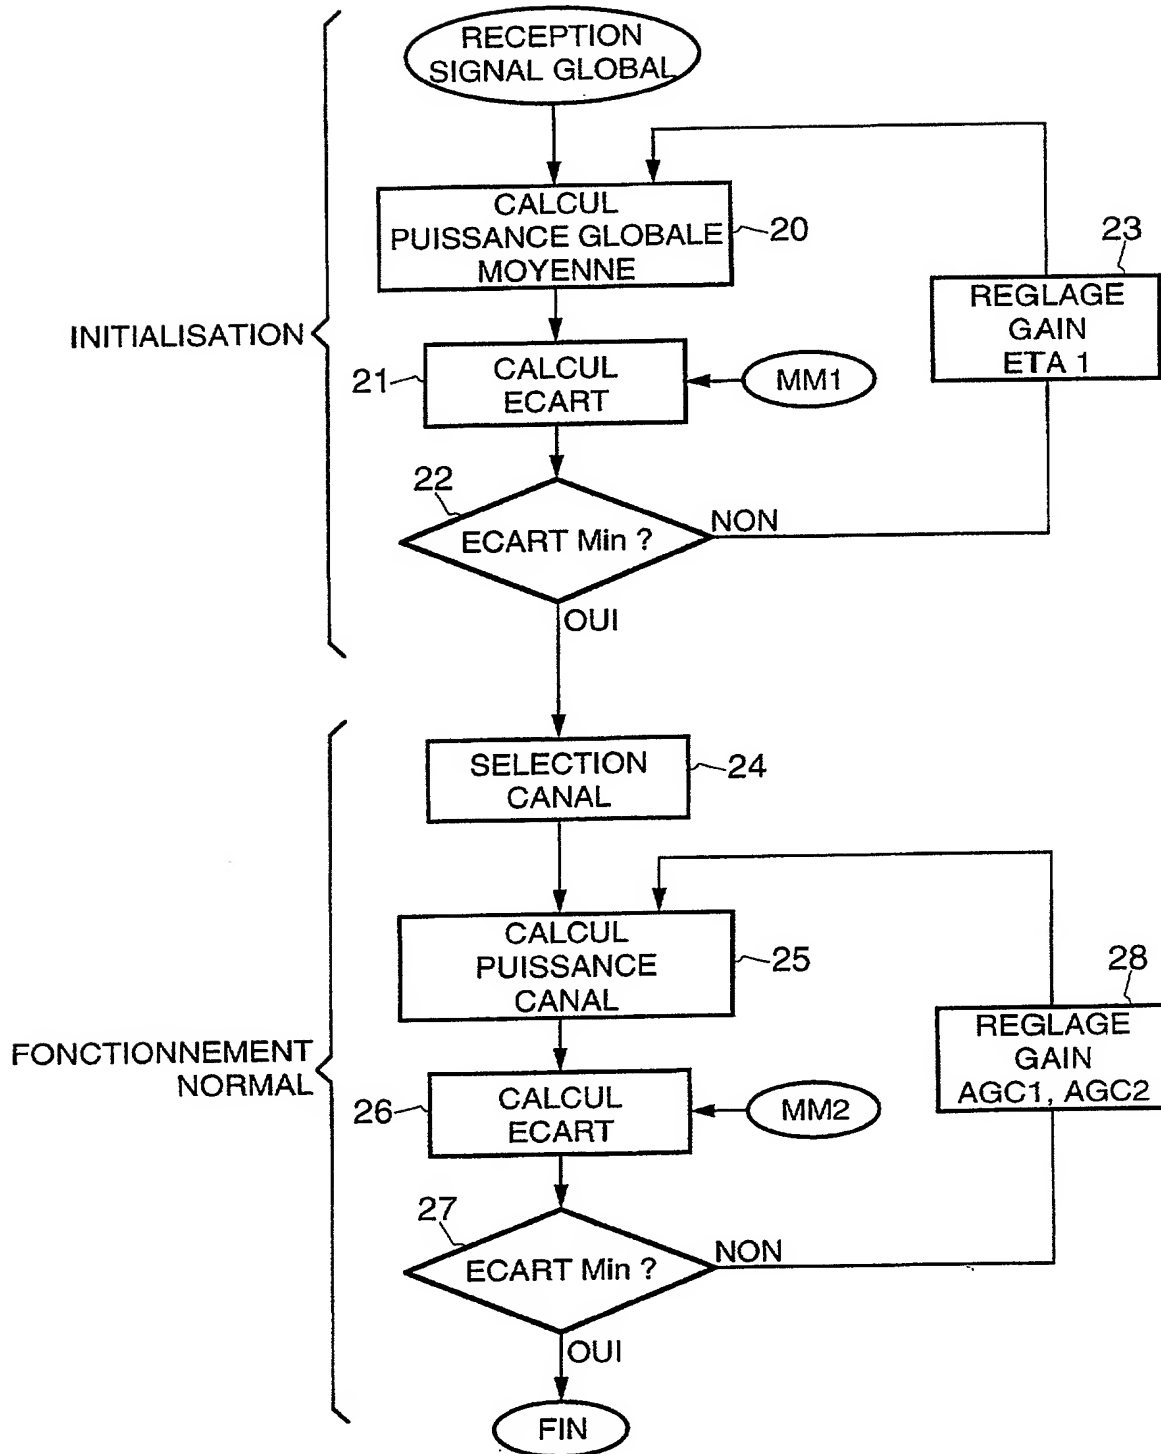 RECEPTION
SIGNAL GLOBAL
CALCUL
PUISSANCE GLOBALE
MOYENNE
20
23
REGLAGE
GAIN
ETA 1
INITIALISATION
21
CALCUL
ECART
MM1
22
ECART Min ?
NON
OUI
SELECTION
CANAL
24
CALCUL
PUISSANCE
CANAL
25
28
REGLAGE
GAIN
AGC1, AGC2
FONCTIONNEMENT
NORMAL
26
CALCUL
ECART
MM2
27
ECART Min ?
NON
OUI
FIN